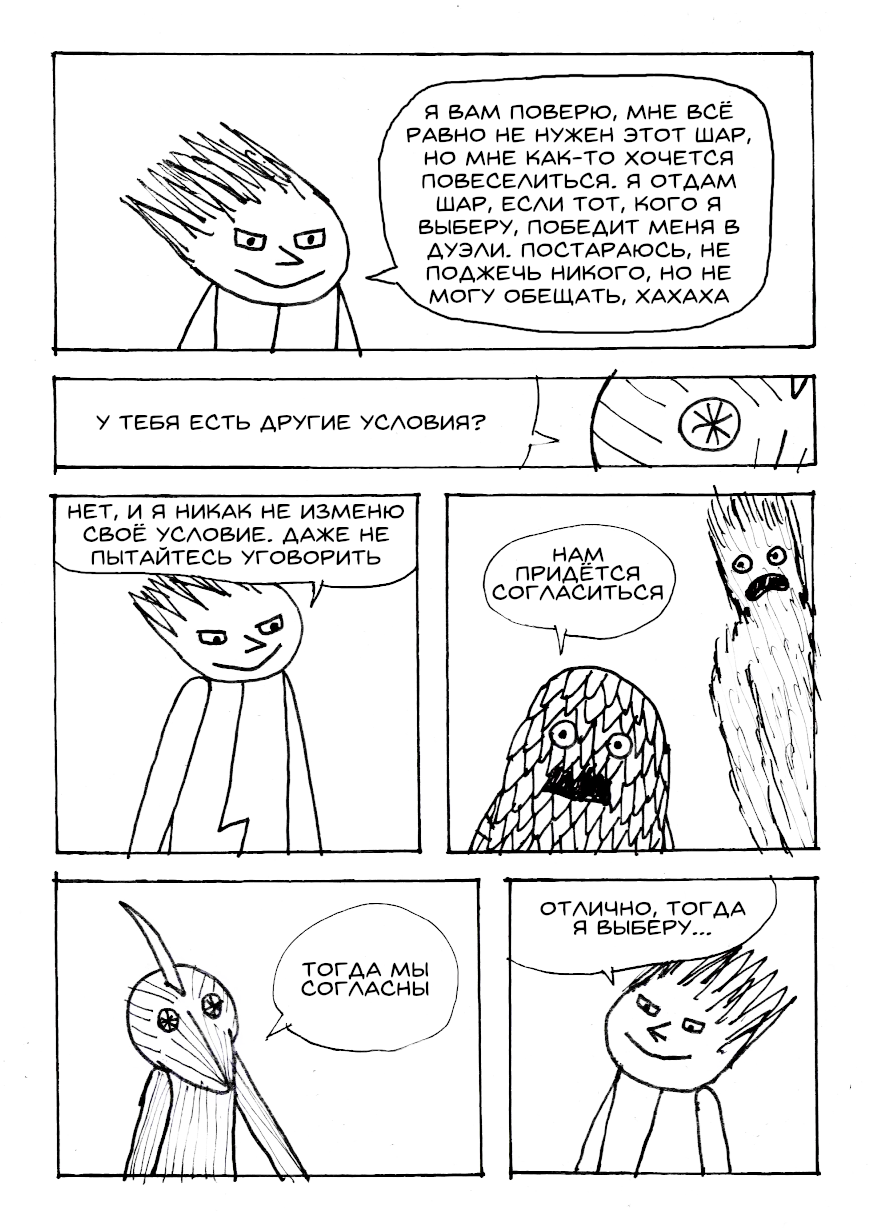 Я ВАМ ПОВЕРЮ, МНЕ ВСЁ
РАВНО НЕ НУЖЕН ЭТОТ ШАР,
НО МНЕ КАК-ТО ХОЧЕТСЯ
ПОВЕСЕЛИТЬСЯ. Я ОТДАМ
ШАР, ЕСЛИ ТОТ, КОГО Я
ВЫБЕРУ, ПОБЕДИТ МЕНЯ В
ДУЭЛИ. ПОСТАРАЮСЬ, НЕ
ПОДЖЕЧЬ НИКОГО, НО НЕ
МОГУ ОБЕЩАТЬ, ХАХАХА
У ТЕБЯ ЕСТЬ ДРУГИЕ УСЛОВИЯ?
НЕТ, И Я НИКАК НЕ ИЗМЕНЮ
СВОЁ УСЛОВИЕ. ДАЖЕ НЕ
ПЫТАЙТЕСЬ УГОВОРИТЬ
НАМ
ПРИДЁТСЯ
СОГЛАСИТЬСЯ
ТОГДА МЫ
СОГЛАСНЫ
ОТЛИЧНО, ТОГДА
Я ВЫБЕРУ...